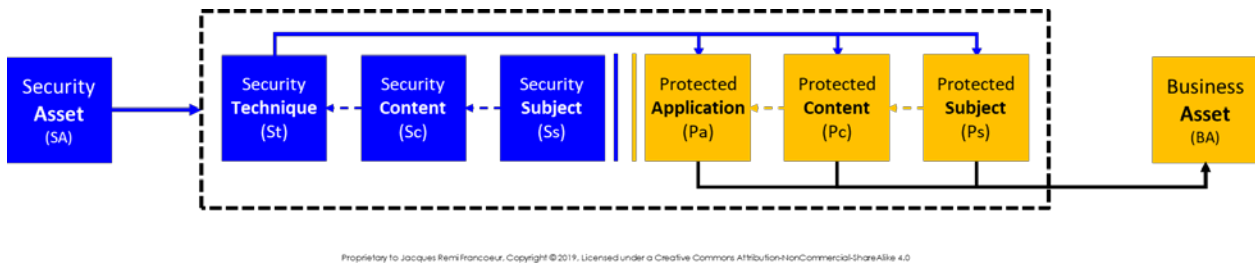 Security
Asset
(SA)
Security
Technique
(St)
Security
Content
(Sc)
Security
Subject
(Ss)
Protected
Application
(Pa)
Protected
Content
(Pc)
Protected
Subject
(Ps)
Business
Asset
(BA)
Proprietary to Jacques Remi Francoeur, Copyright © 2019, Licensed under a Creative Commons Attribution-NonCommercial-ShareAlike 4.0